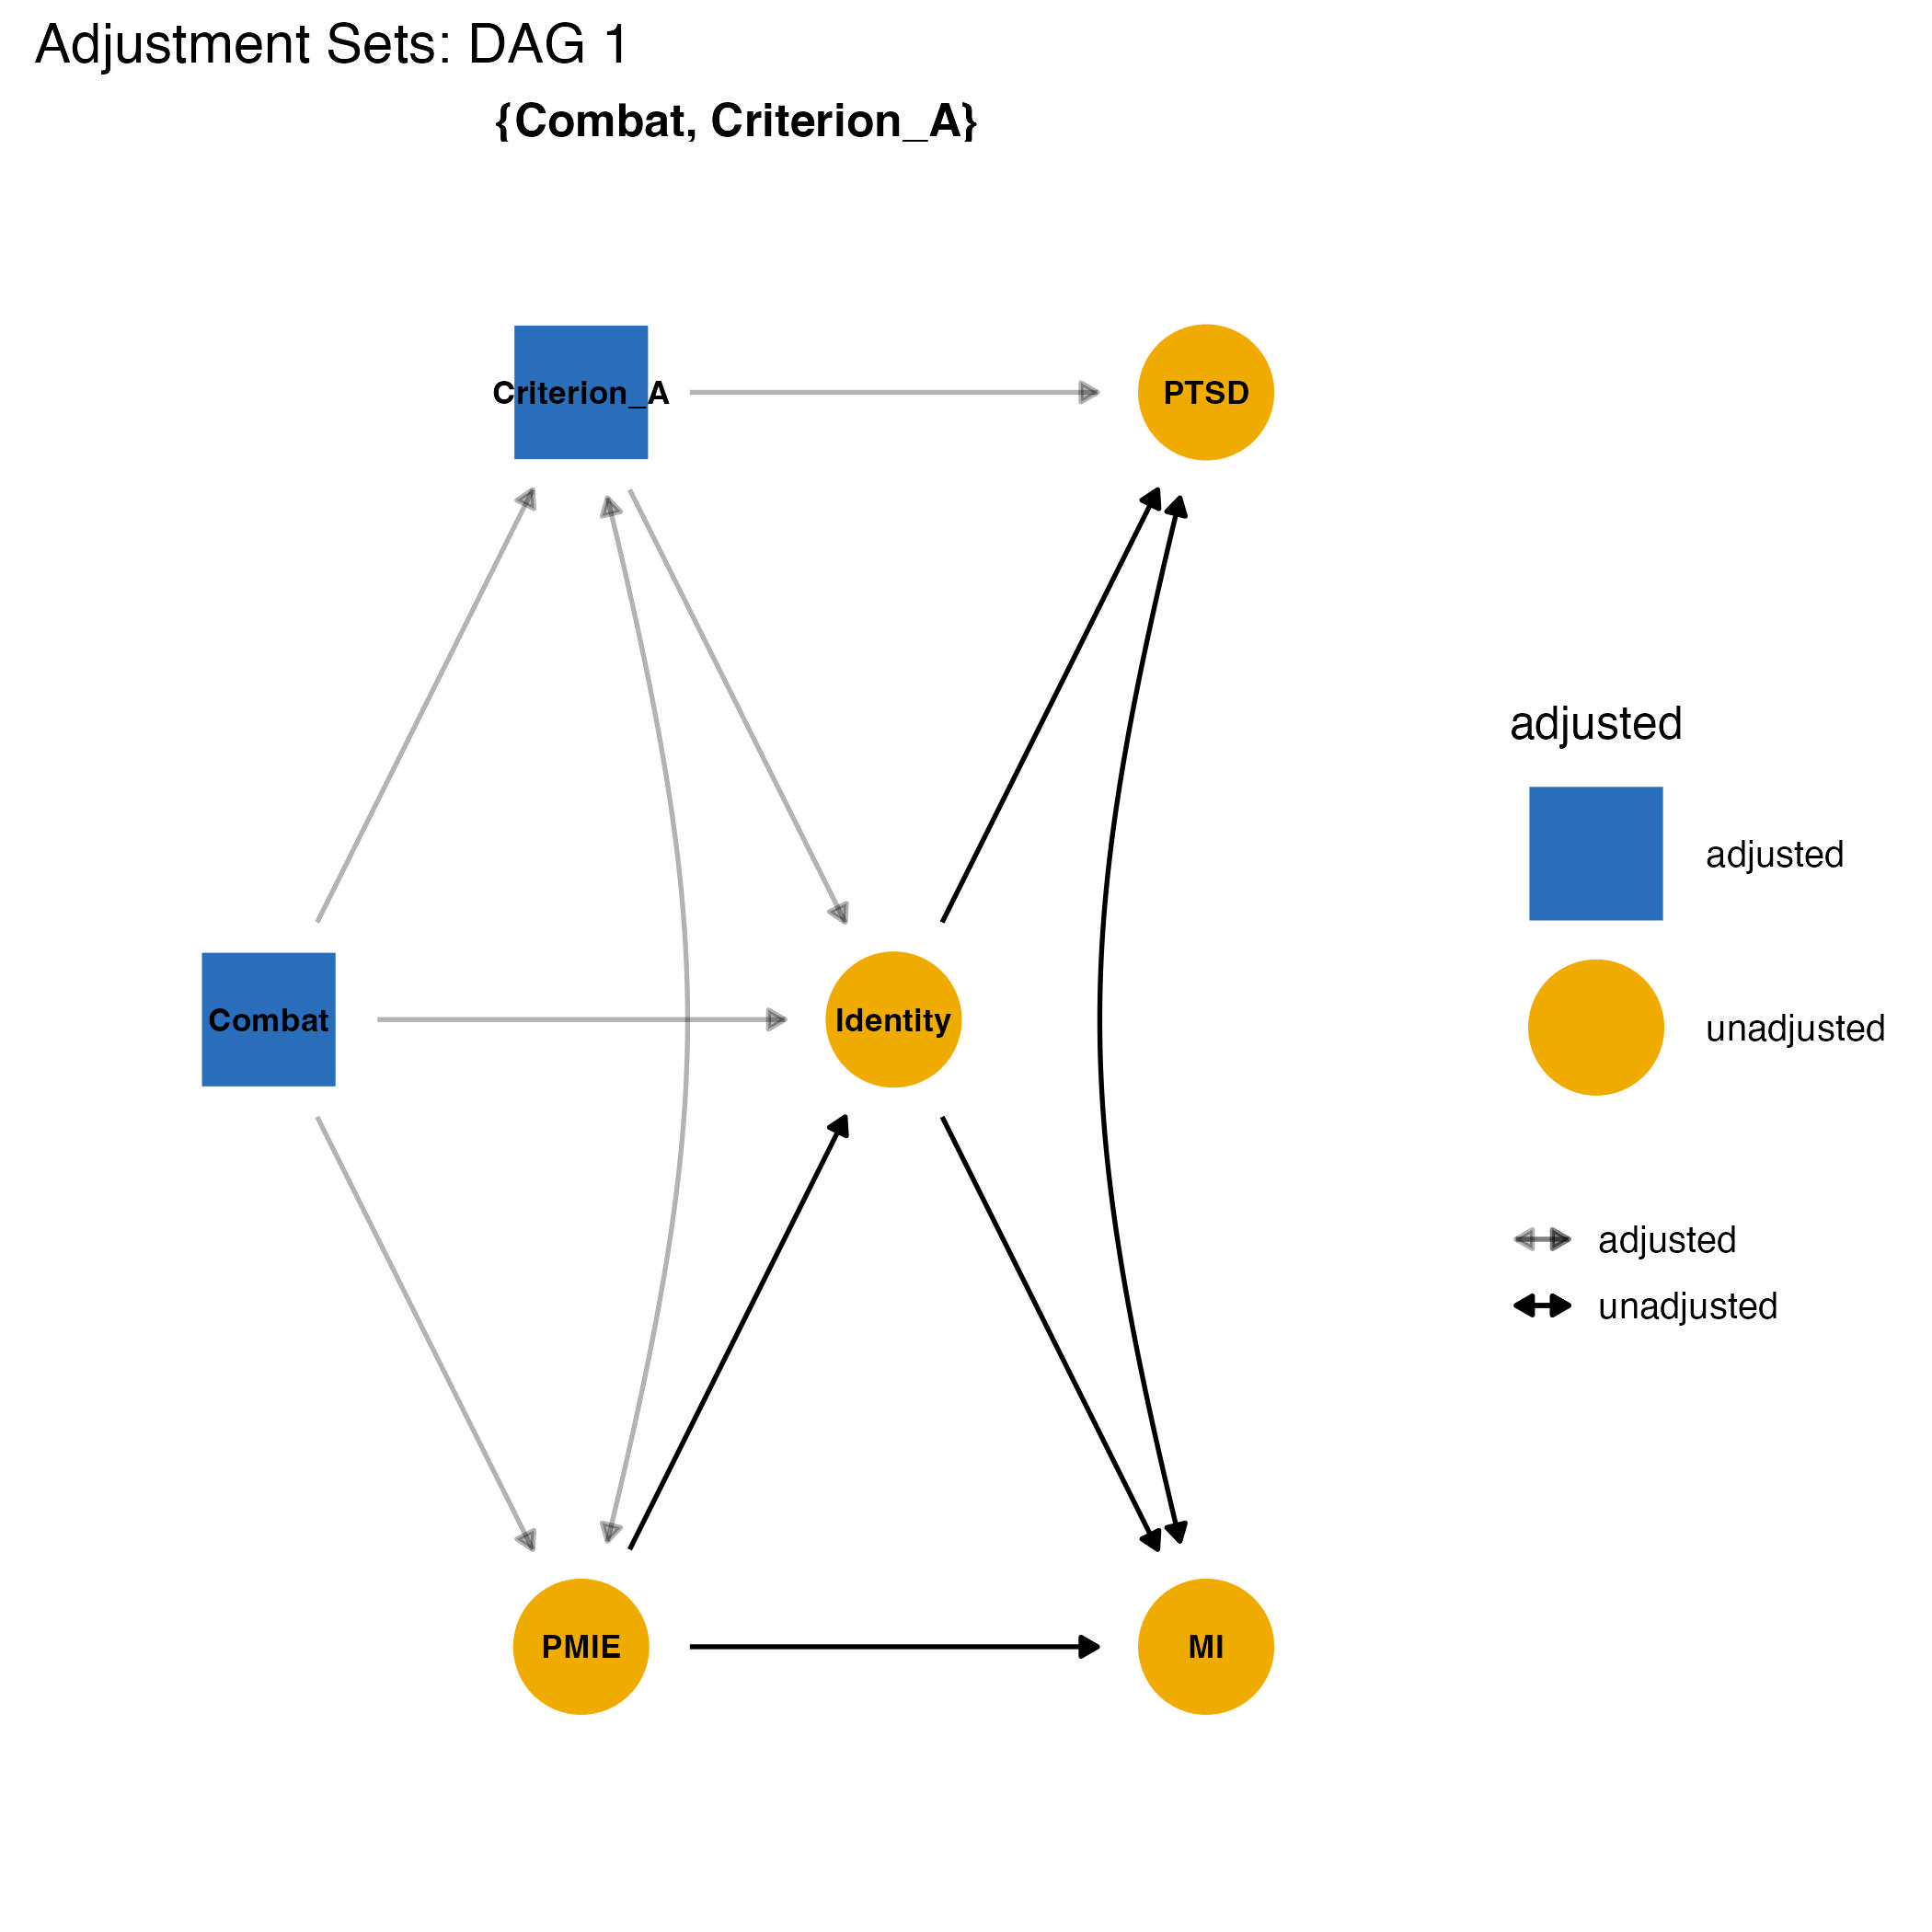 Adjustment Sets: DAG 1
{Combat, Criterion_A}
Criterion_A
PTSD
Combat
Identity
PMIE
MI
adjusted
adjusted
unadjusted
adjusted
unadjusted